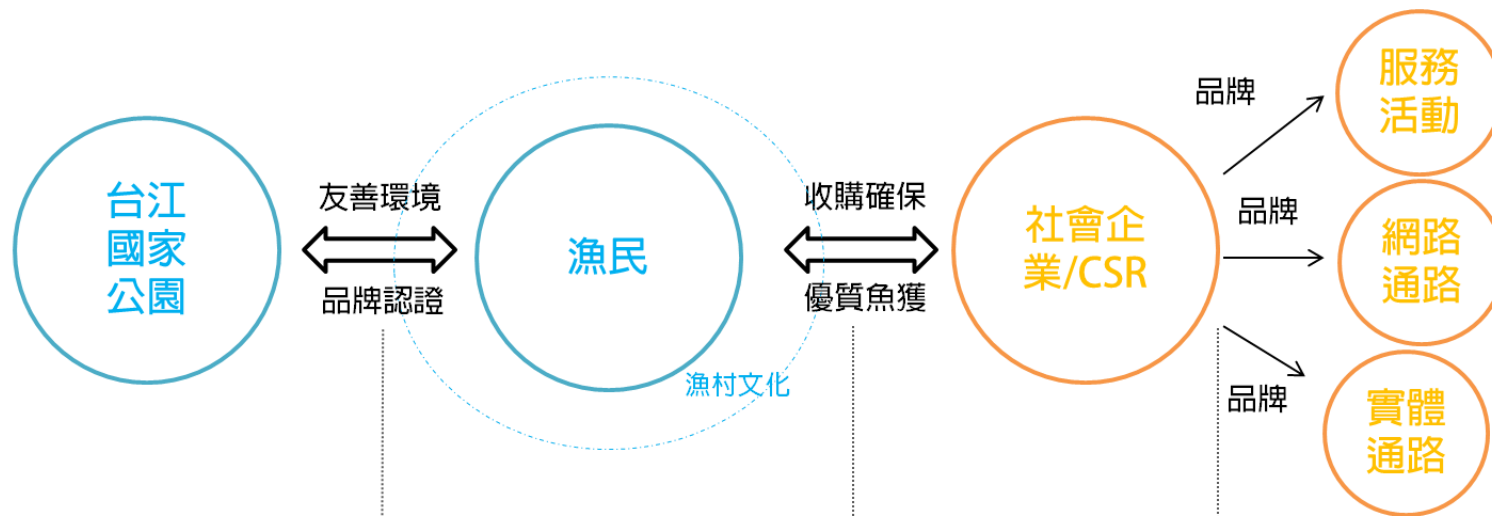 台江
國家
公園
友善環境
品牌認證
漁民
漁村文化
收購確保
優質魚獲
社會企
業/CSR
品牌
服務
活動
品牌
網路
通路
品牌
實體
通路